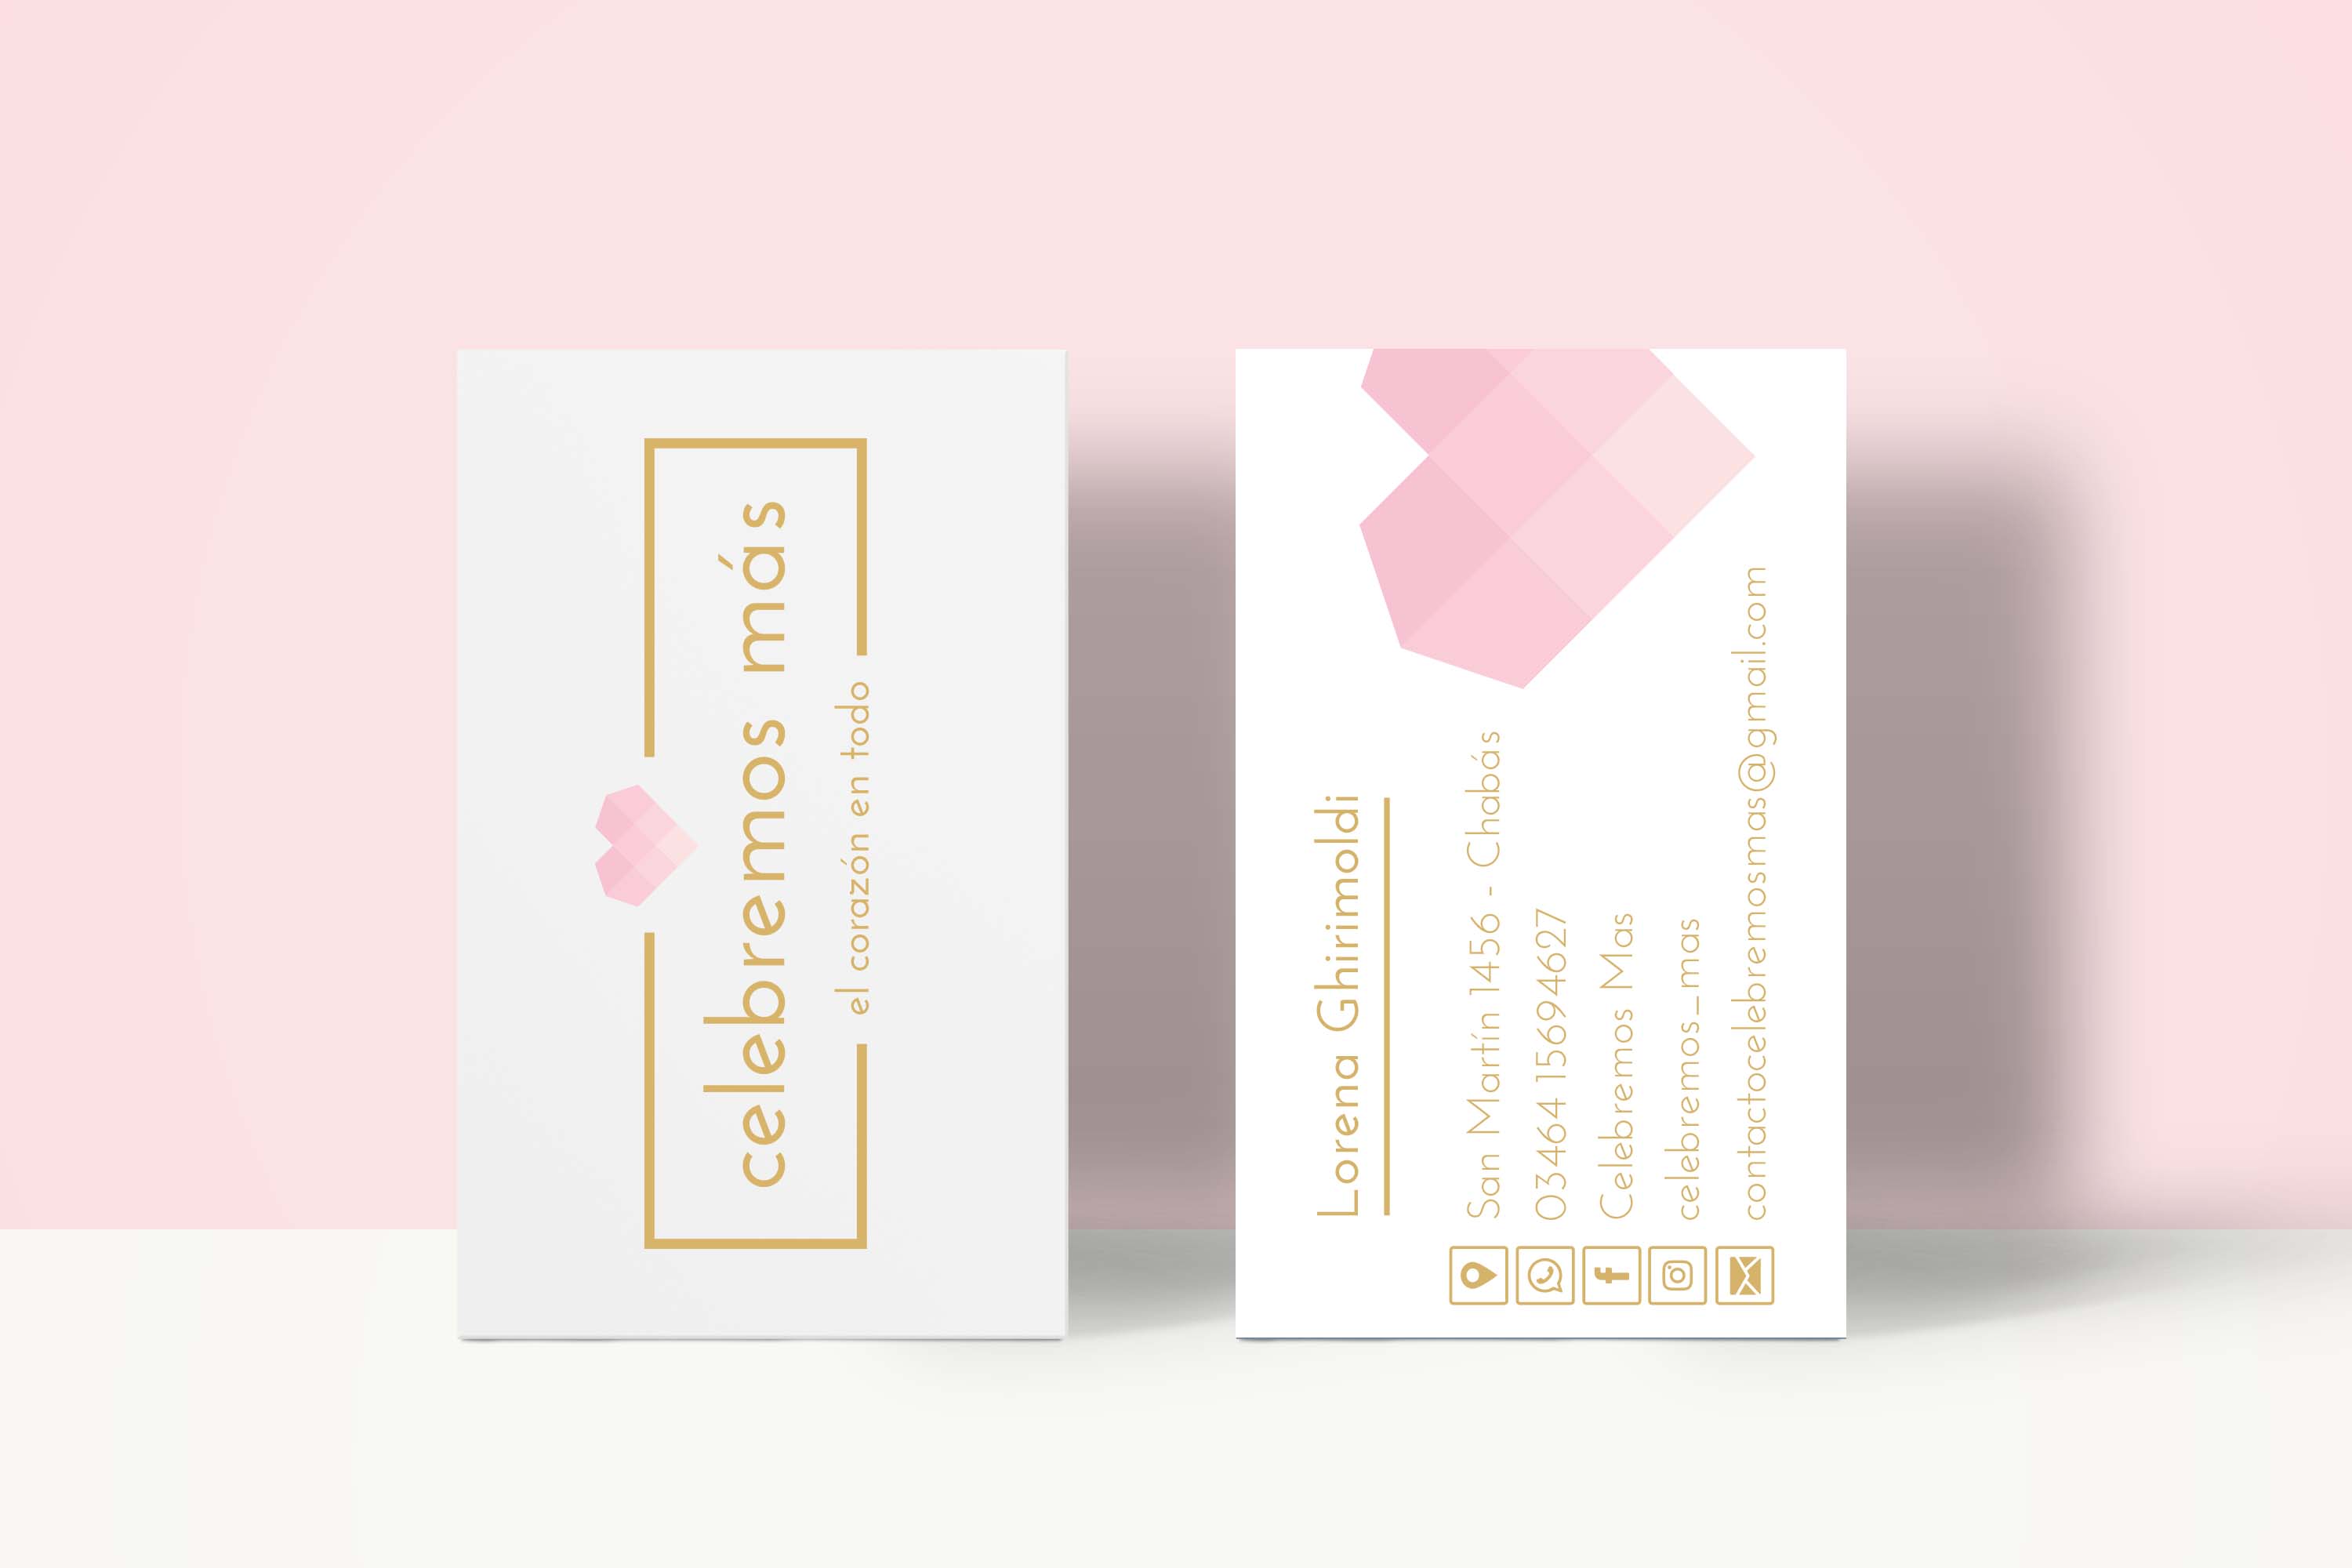 celebremos más
el corazón en todo
Lorena Ghirimoldi
San Martín 1456 - Chabás
03464 15694627
Celebremos Mas
celebremos_mas
contactocelebremosmas@gmail.com